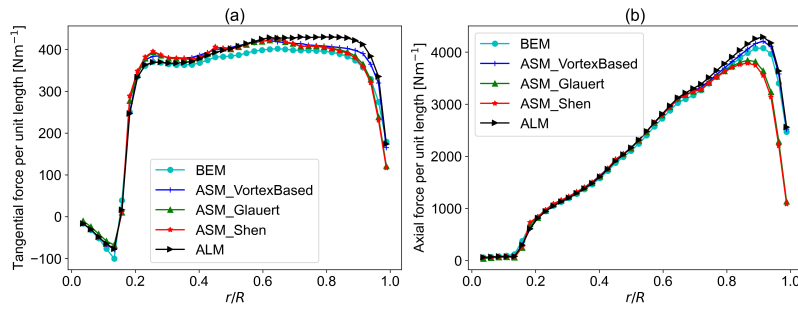 (a)
Tangential force per unit length [Nm⁻¹]
400
300
200
100
0
−100
0.0 0.2 0.4 0.6 0.8 1.0
r/R
BEM
ASM_VortexBased
ASM_Glauert
ASM_Shen
ALM
(b)
Axial force per unit length [Nm⁻¹]
4000
3000
2000
1000
0
0.0 0.2 0.4 0.6 0.8 1.0
r/R
BEM
ASM_VortexBased
ASM_Glauert
ASM_Shen
ALM